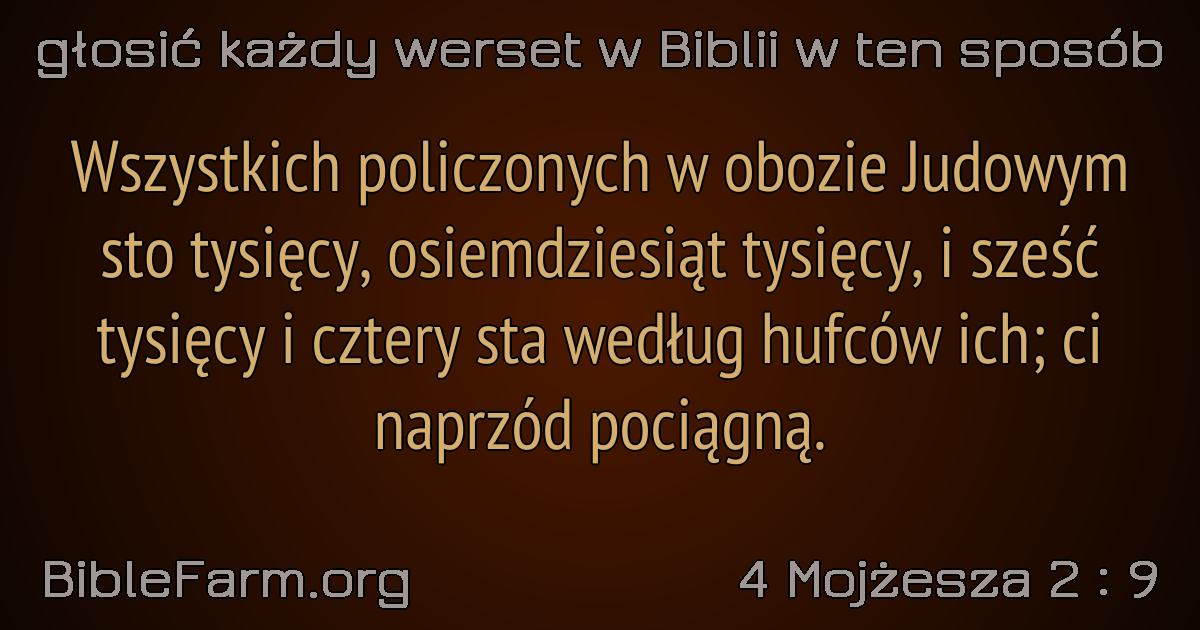 głosić każdy werset w Biblii w ten sposób
Wszystkich policzonych w obozie Judowym
sto tysięcy, osiemdziesiąt tysięcy, i sześć
tysięcy i cztery sta według hufców ich; ci
naprzód pociągną.
BibleFarm.org
4 Mojżesza 2 : 9